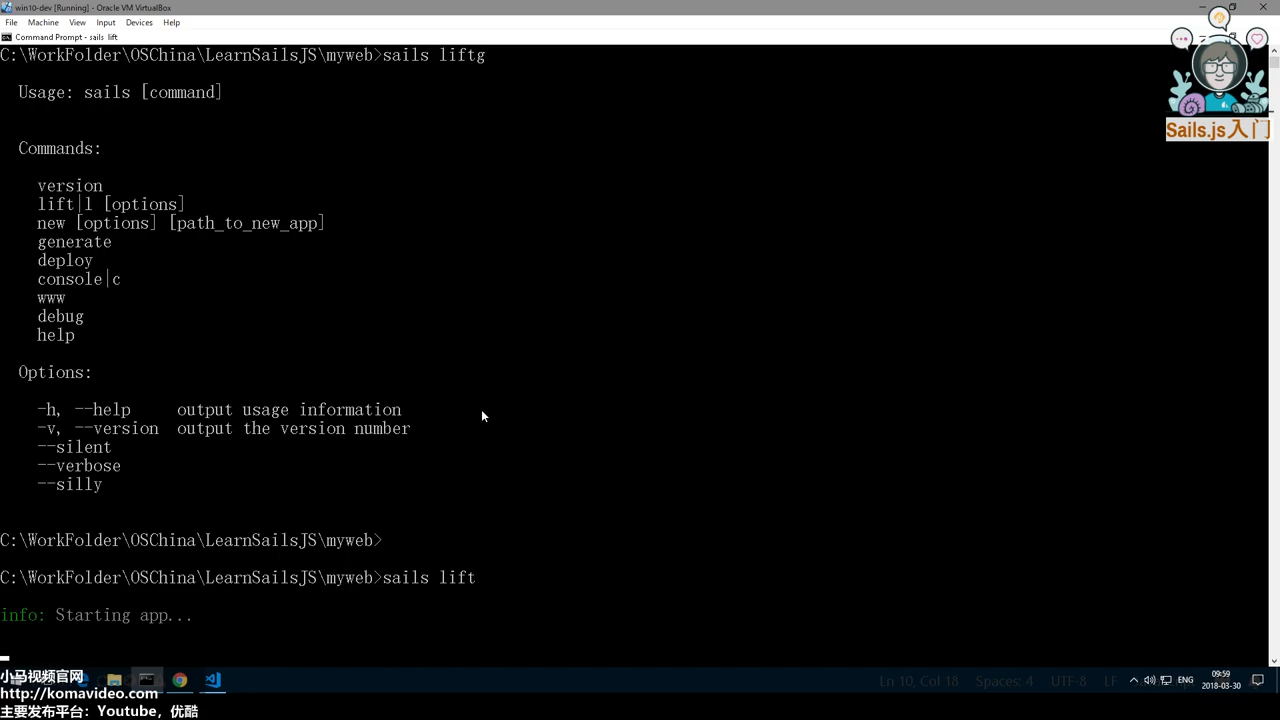 win10-dev [Running] - Oracle VM VirtualBox
File Machine View Input Devices Help
Command Prompt - sails lift
C:\WorkFolder\OSChina\LearnSailsJS\myweb>sails liftg
Usage: sails [command]
Commands:
version
lift|l [options]
new [options] [path_to_new_app]
generate
deploy
console|c
www
debug
help
Options:
-h, --help output usage information
-v, --version output the version number
--silent
--verbose
--silly
C:\WorkFolder\OSChina\LearnSailsJS\myweb>
C:\WorkFolder\OSChina\LearnSailsJS\myweb>sails lift
info: Starting app...
Sails.js入门
小马视频官网
http://komavideo.com
主要发布平台：Youtube，优酷
Ln 10, Col 18 Spaces: 4 UTF-8 LF
ENG
09:59
2018-03-30